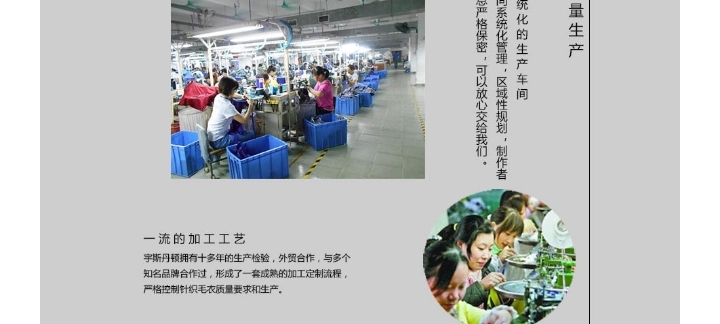 量生产
统化的生产车间
间系统化管理，区域性规划，制作者
严格保密，可以放心交给我们。
一流的加工工艺
宇斯丹顿拥有十多年的生产检验，外贸合作，与多个
知名品牌合作过，形成了一套成熟的加工定制流程，
严格控制针织毛衣质量要求和生产。